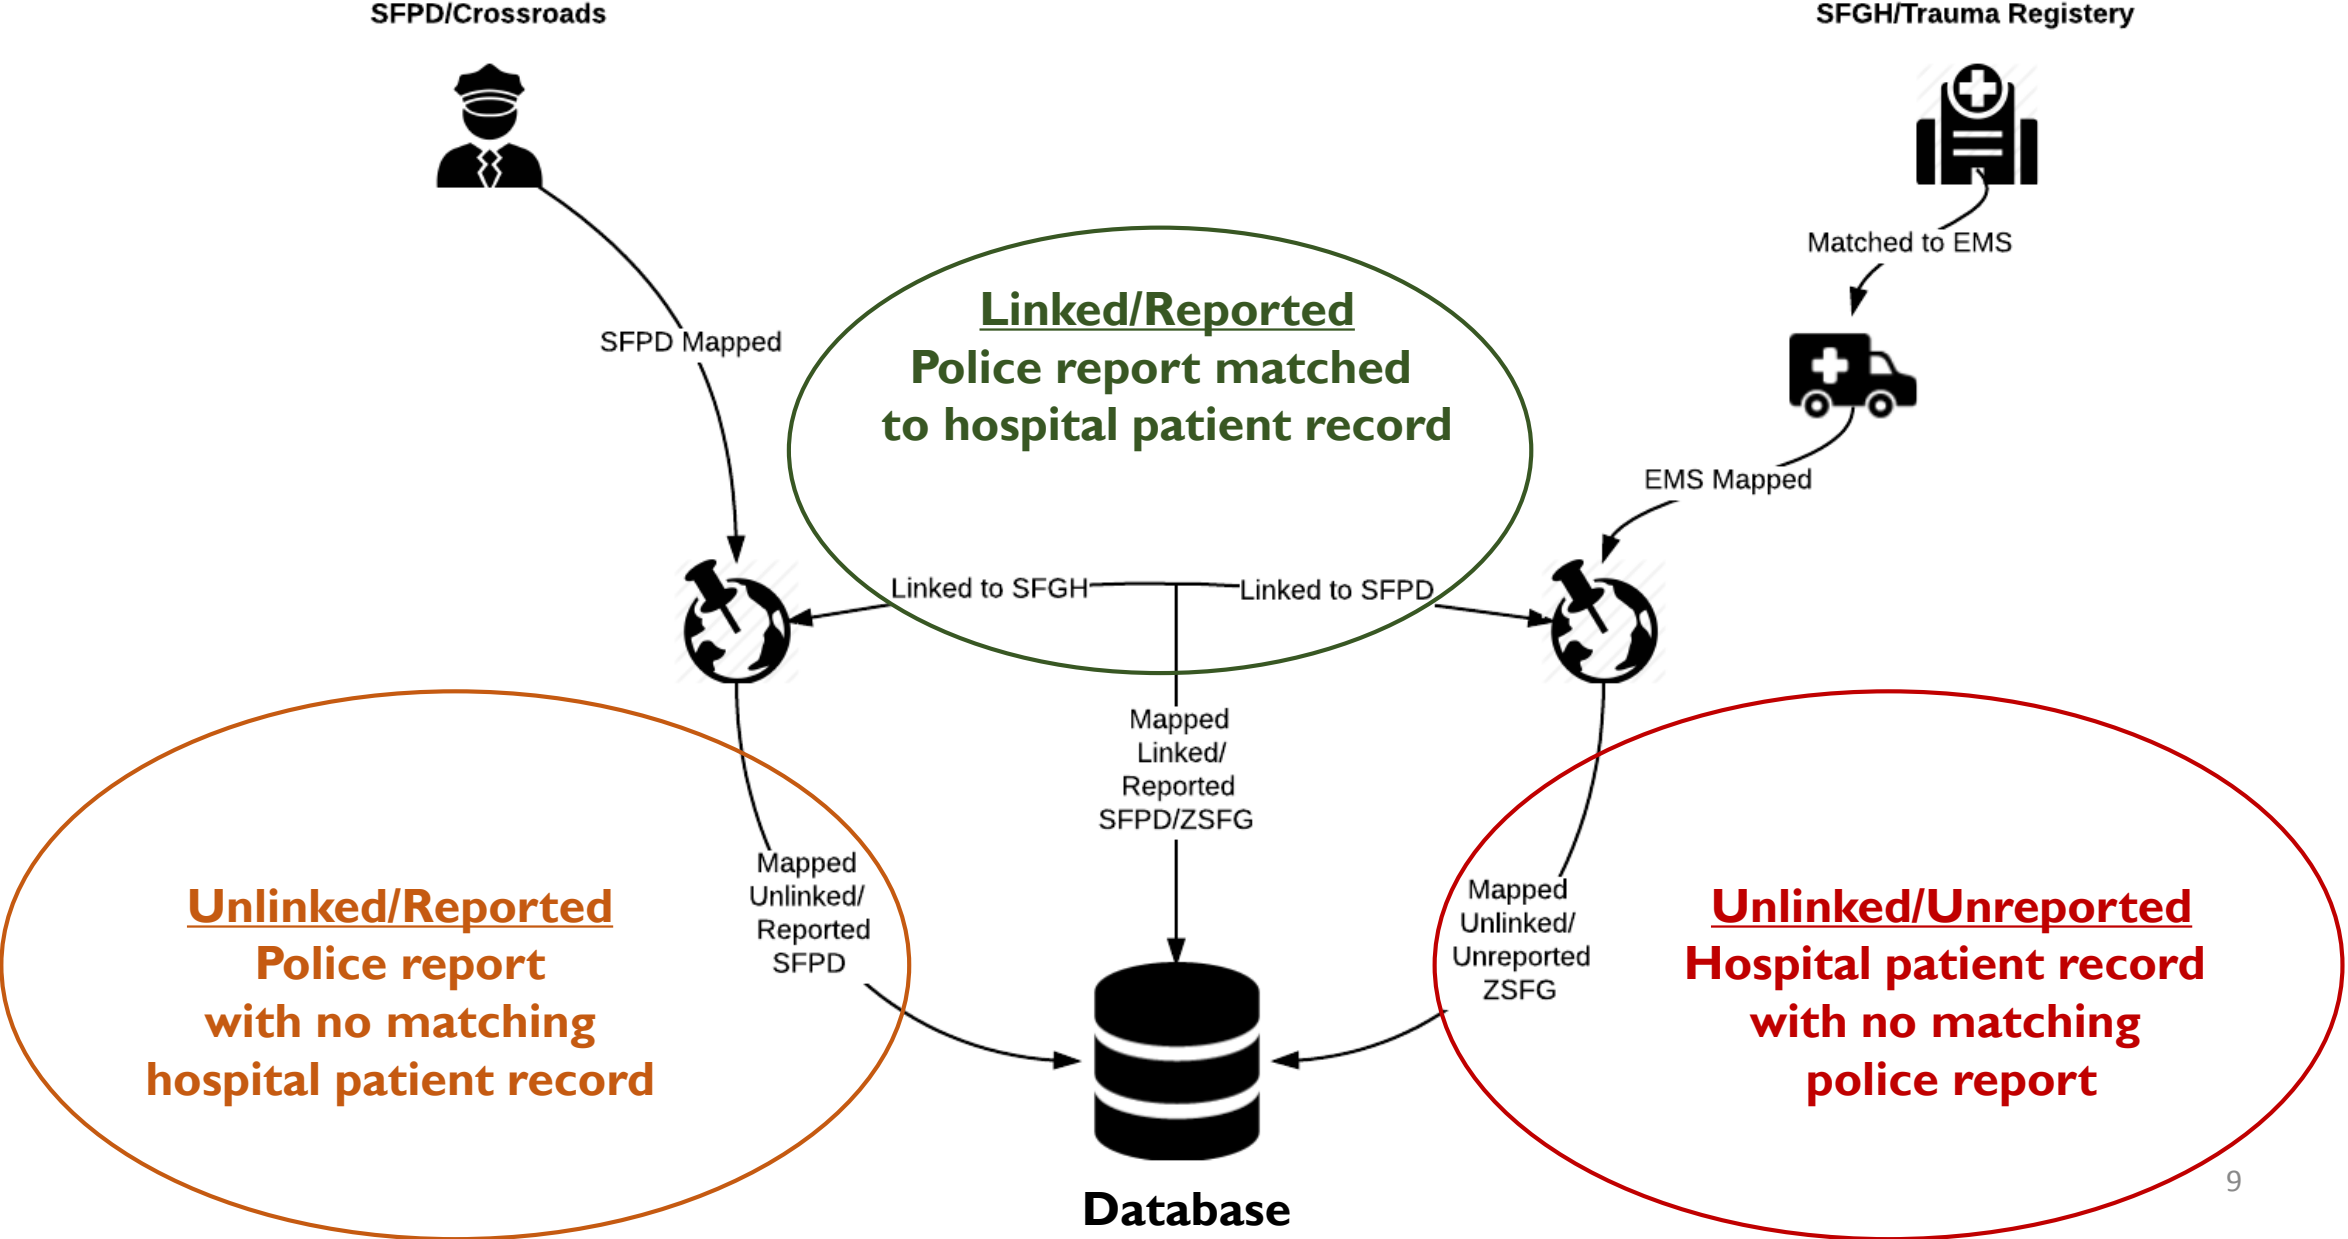 SFPD/Crossroads
SFGH/Trauma Registery
Matched to EMS
Linked/Reported
Police report matched
to hospital patient record
SFPD Mapped
EMS Mapped
Linked to SFGH
Linked to SFPD
Mapped
Linked/
Reported
SFPD/ZSFG
Mapped
Unlinked/
Reported
SFPD
Mapped
Unlinked/
Unreported
ZSFG
Unlinked/Reported
Police report
with no matching
hospital patient record
Unlinked/Unreported
Hospital patient record
with no matching
police report
Database
9